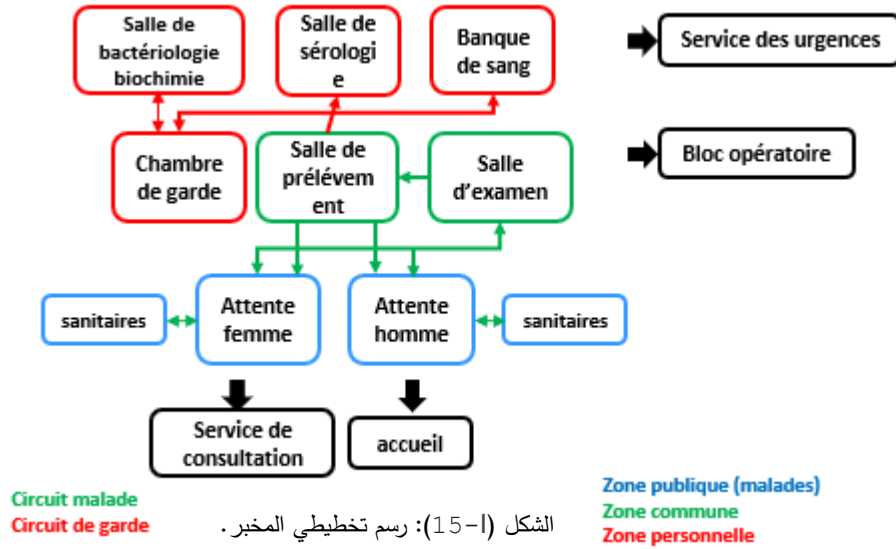 Salle de
bactériologie
biochimie
Salle de
sérologi
e
Banque
de sang
Service des urgences
Chambre
de garde
Salle de
prélévem
ent
Salle
d'examen
Bloc opératoire
sanitaires
Attente
femme
Attente
homme
sanitaires
Service de
consultation
accueil
Circuit malade
Circuit de garde
الشكل (I-15): رسم تخطيطي المخبر.
Zone publique (malades)
Zone commune
Zone personnelle